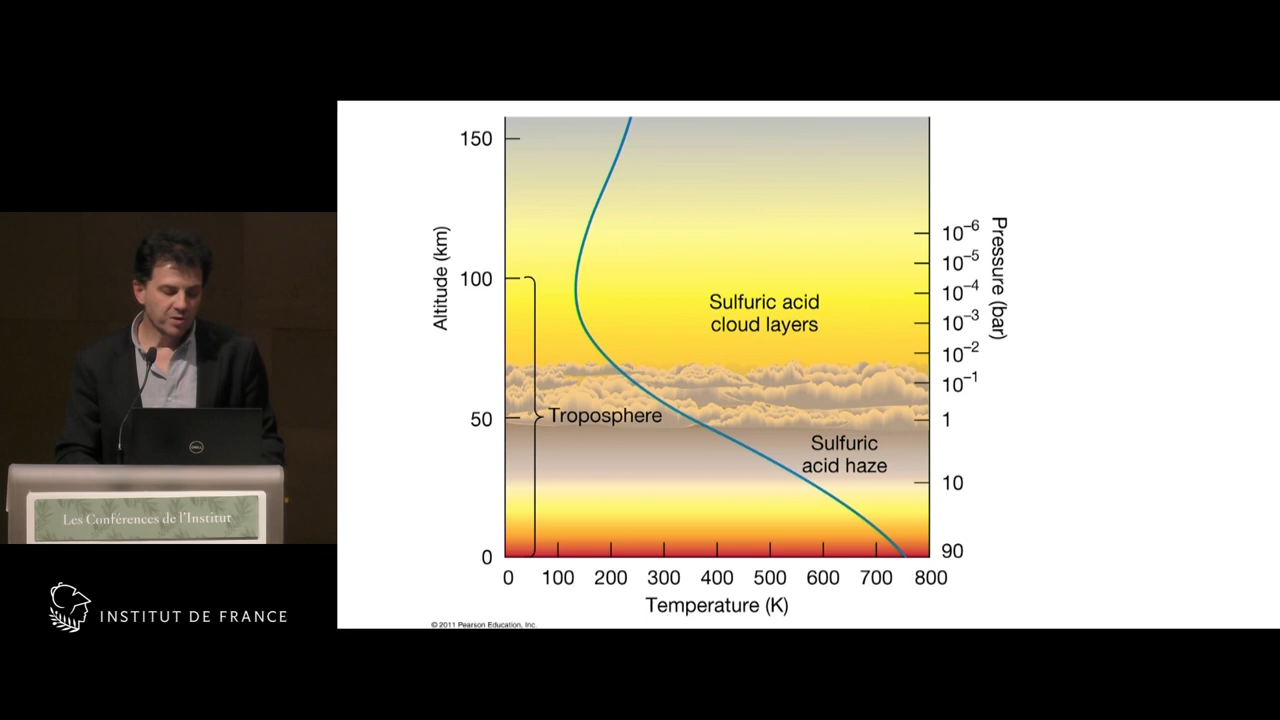 Les Conférences de l'Institut
INSTITUT DE FRANCE
DELL
Altitude (km)
150
100
50
0
Troposphere
Sulfuric acid
cloud layers
Sulfuric
acid haze
10⁻⁶
10⁻⁵
10⁻⁴
10⁻³
10⁻²
10⁻¹
1
10
90
Pressure (bar)
0 100 200 300 400 500 600 700 800
Temperature (K)
© 2011 Pearson Education, Inc.